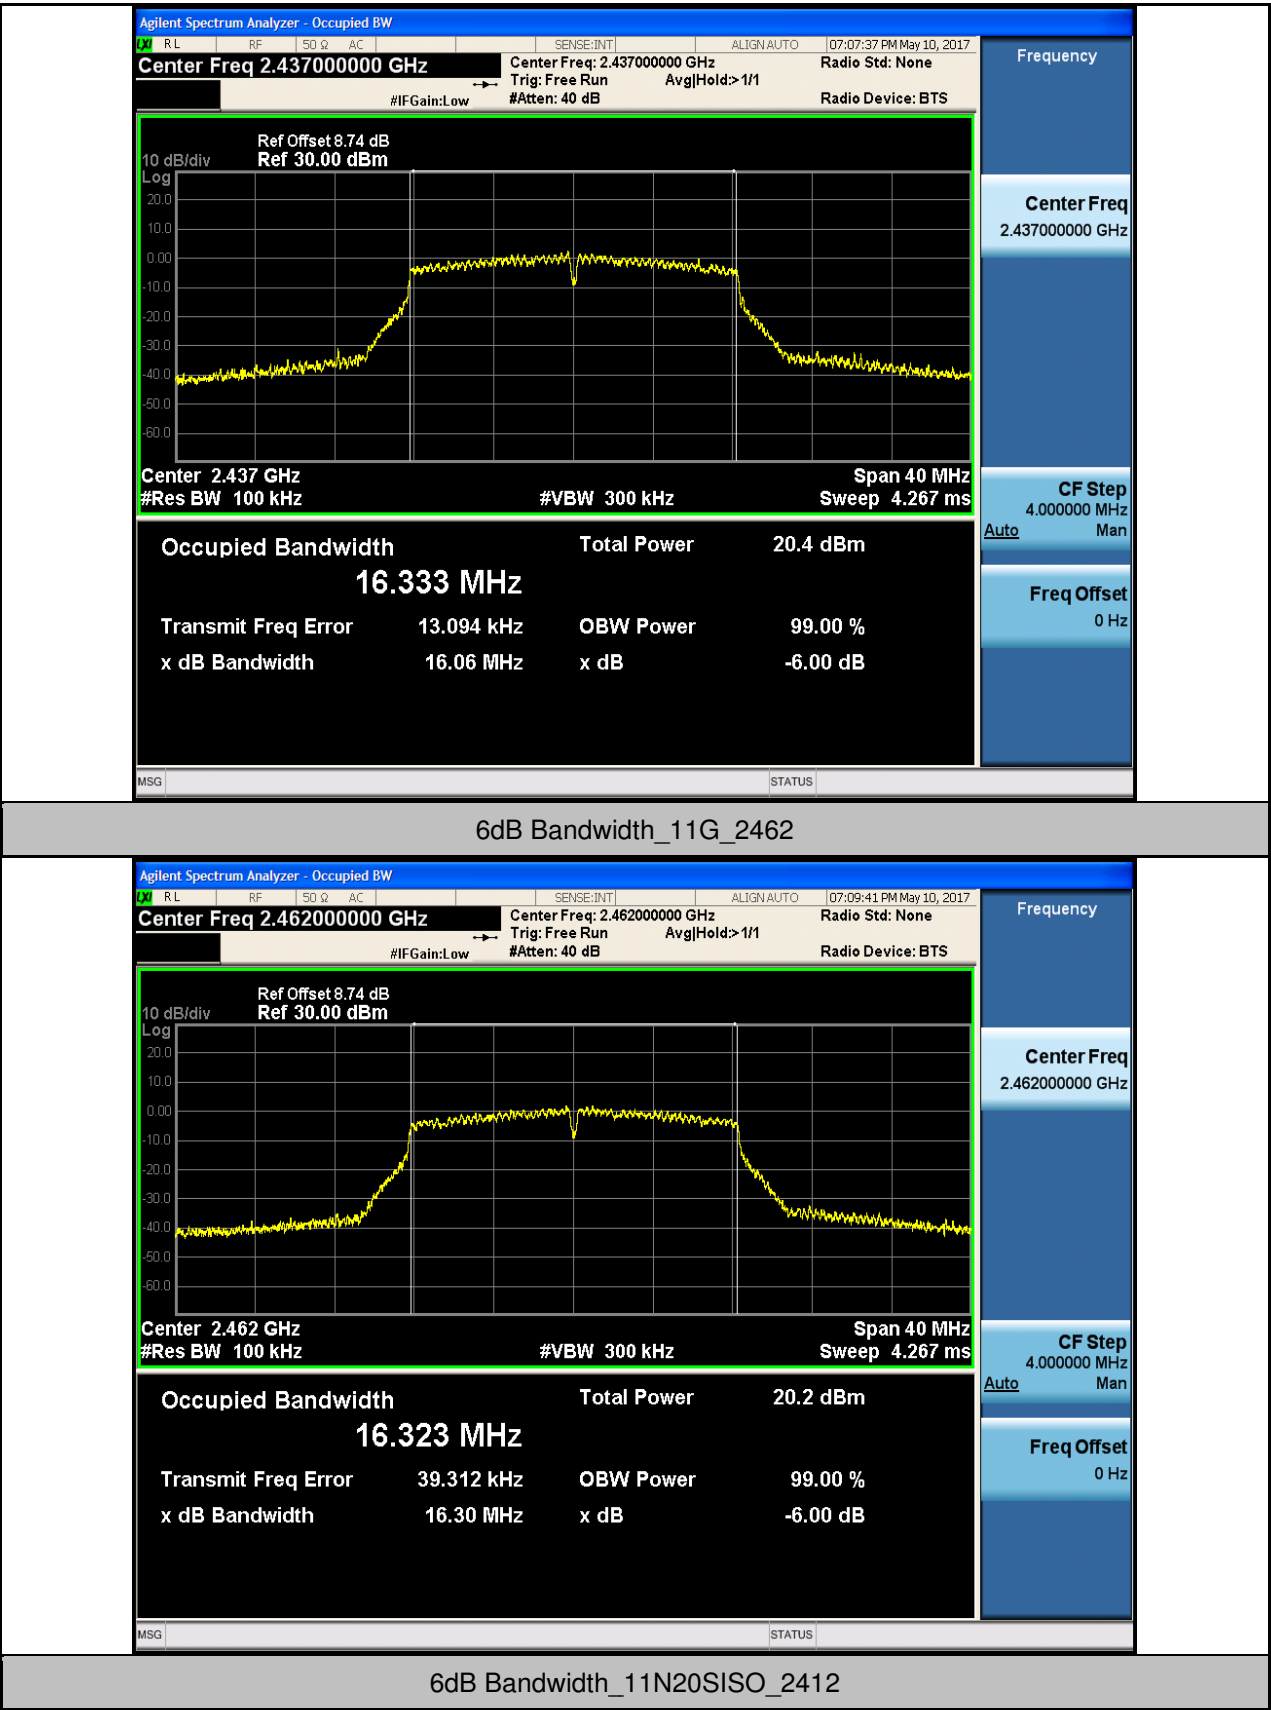 Agilent Spectrum Analyzer - Occupied BW
LXI RL RF 50 Ω AC SENSE:INT ALIGN AUTO 07:07:37 PM May 10, 2017
Center Freq 2.437000000 GHz Center Freq: 2.437000000 GHz Radio Std: None
Trig: Free Run Avg|Hold:>1/1
#IFGain:Low #Atten: 40 dB Radio Device: BTS
Frequency
Ref Offset 8.74 dB
10 dB/div Ref 30.00 dBm
Log
20.0
10.0
0.00
-10.0
-20.0
-30.0
-40.0
-50.0
-60.0
Center 2.437 GHz Span 40 MHz
#Res BW 100 kHz #VBW 300 kHz Sweep 4.267 ms
Center Freq
2.437000000 GHz
CF Step
4.000000 MHz
Auto Man
Freq Offset
0 Hz
Occupied Bandwidth Total Power 20.4 dBm
16.333 MHz
Transmit Freq Error 13.094 kHz OBW Power 99.00 %
x dB Bandwidth 16.06 MHz x dB -6.00 dB
MSG STATUS
6dB Bandwidth_11G_2462
Agilent Spectrum Analyzer - Occupied BW
LXI RL RF 50 Ω AC SENSE:INT ALIGN AUTO 07:09:41 PM May 10, 2017
Center Freq 2.462000000 GHz Center Freq: 2.462000000 GHz Radio Std: None
Trig: Free Run Avg|Hold:>1/1
#IFGain:Low #Atten: 40 dB Radio Device: BTS
Frequency
Ref Offset 8.74 dB
10 dB/div Ref 30.00 dBm
Log
20.0
10.0
0.00
-10.0
-20.0
-30.0
-40.0
-50.0
-60.0
Center 2.462 GHz Span 40 MHz
#Res BW 100 kHz #VBW 300 kHz Sweep 4.267 ms
Center Freq
2.462000000 GHz
CF Step
4.000000 MHz
Auto Man
Freq Offset
0 Hz
Occupied Bandwidth Total Power 20.2 dBm
16.323 MHz
Transmit Freq Error 39.312 kHz OBW Power 99.00 %
x dB Bandwidth 16.30 MHz x dB -6.00 dB
MSG STATUS
6dB Bandwidth_11N20SISO_2412